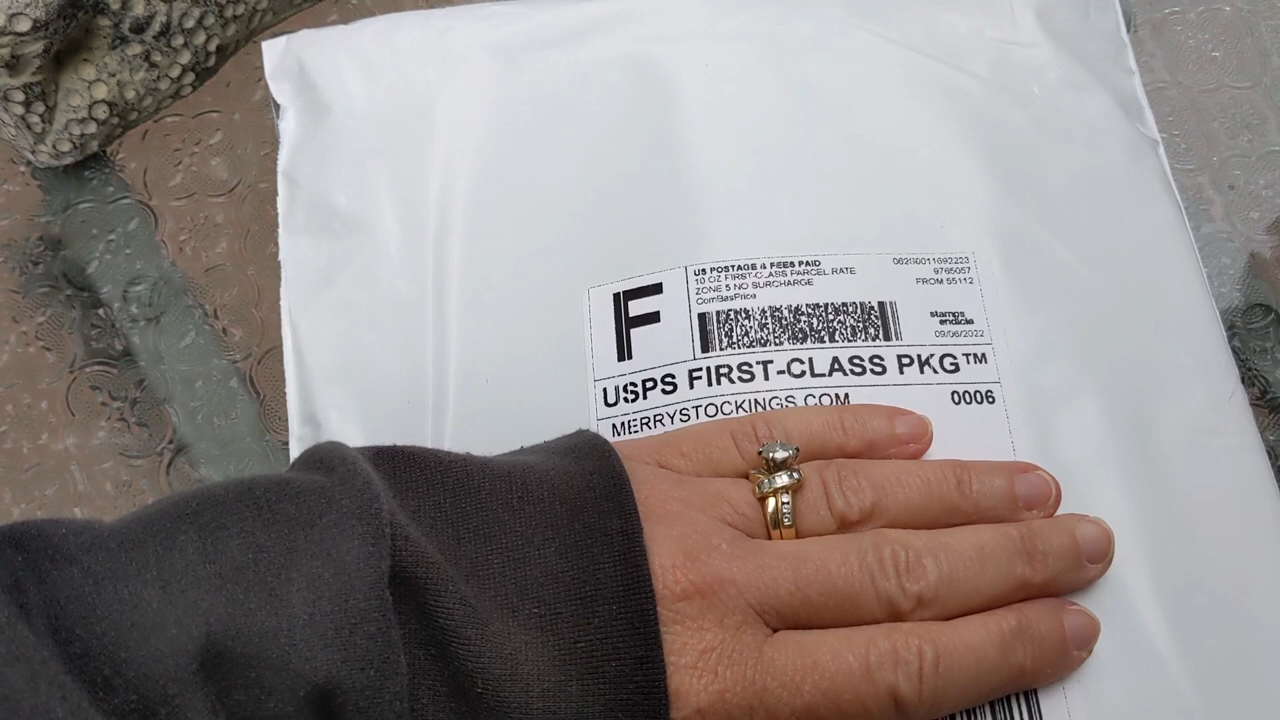 F
US POSTAGE & FEES PAID
10 OZ FIRST-CLASS PARCEL RATE
ZONE 5 NO SURCHARGE
ComBasPrice
062S0011692223
9765057
FROM 55112
stamps
endicia
09/06/2022
USPS FIRST-CLASS PKG™
MERRYSTOCKINGS.COM
0006